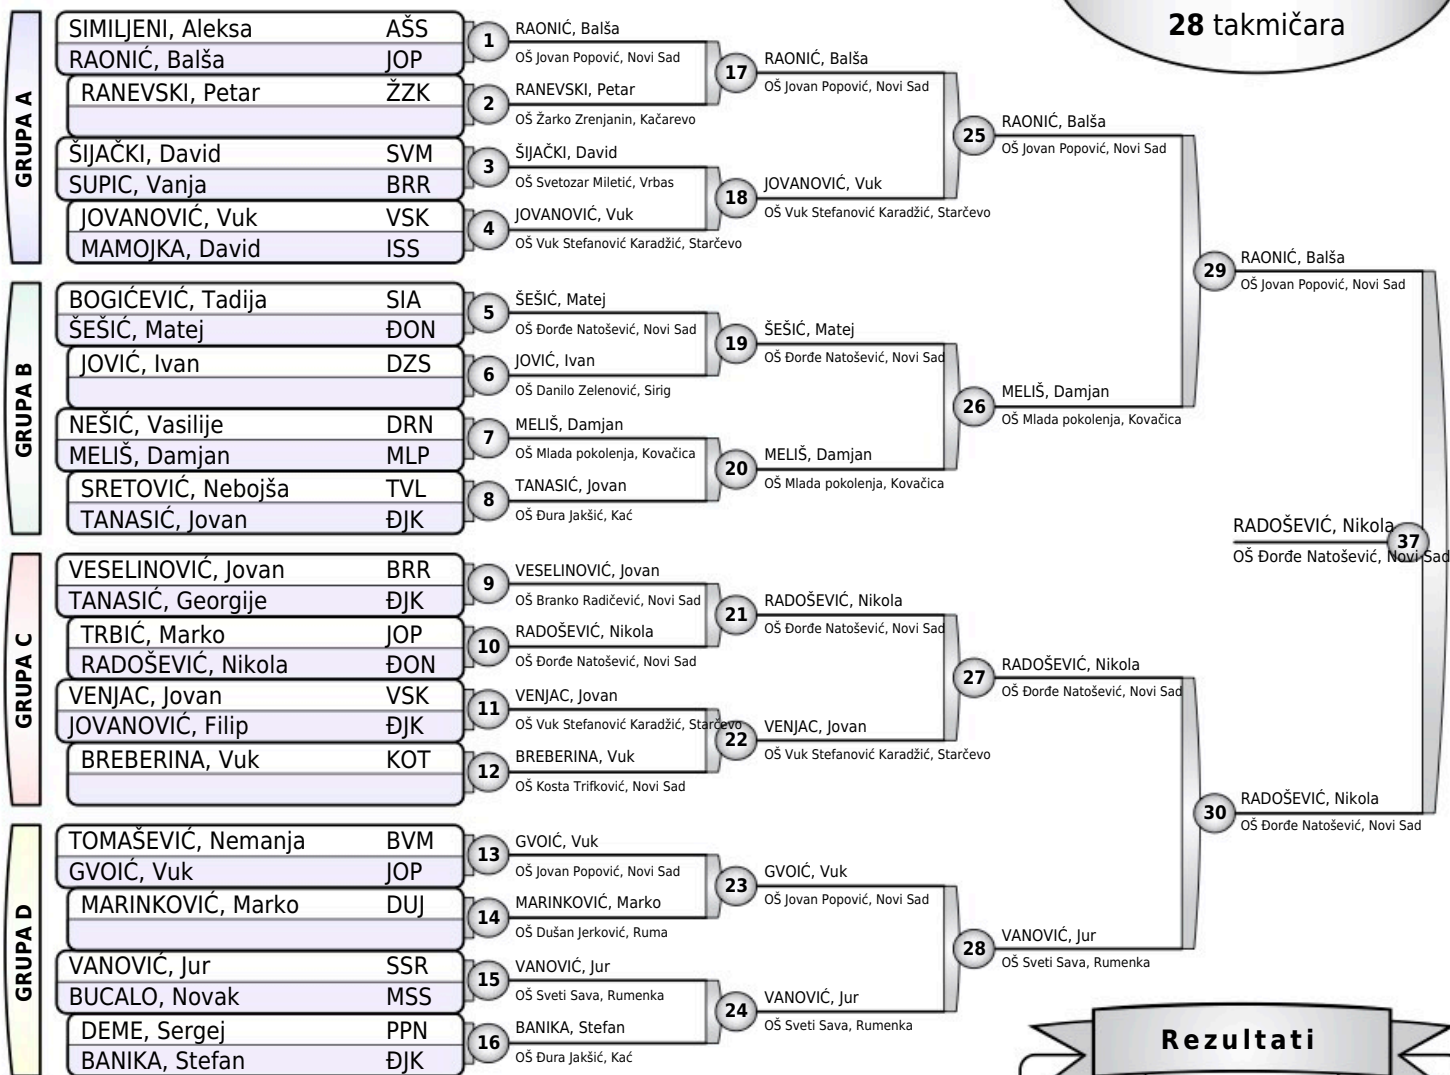 28 takmičara
GRUPA A
SIMILJENI, Aleksa AŠS
RAONIĆ, Balša JOP
RANEVSKI, Petar ŽZK
ŠIJAČKI, David SVM
SUPIC, Vanja BRR
JOVANOVIĆ, Vuk VSK
MAMOJKA, David ISS
GRUPA B
BOGIĆEVIĆ, Tadija SIA
ŠEŠIĆ, Matej ĐON
JOVIĆ, Ivan DZS
NEŠIĆ, Vasilije DRN
MELIŠ, Damjan MLP
SRETOVIĆ, Nebojša TVL
TANASIĆ, Jovan ĐJK
GRUPA C
VESELINOVIĆ, Jovan BRR
TANASIĆ, Georgije ĐJK
TRBIĆ, Marko JOP
RADOŠEVIĆ, Nikola ĐON
VENJAC, Jovan VSK
JOVANOVIĆ, Filip ĐJK
BREBERINA, Vuk KOT
GRUPA D
TOMAŠEVIĆ, Nemanja BVM
GVOIĆ, Vuk JOP
MARINKOVIĆ, Marko DUJ
VANOVIĆ, Jur SSR
BUCALO, Novak MSS
DEME, Sergej PPN
BANIKA, Stefan ĐJK
1 RAONIĆ, Balša
OŠ Jovan Popović, Novi Sad
2 RANEVSKI, Petar
OŠ Žarko Zrenjanin, Kačarevo
3 ŠIJAČKI, David
OŠ Svetozar Miletić, Vrbas
4 JOVANOVIĆ, Vuk
OŠ Vuk Stefanović Karadžić, Starčevo
5 ŠEŠIĆ, Matej
OŠ Đorđe Natošević, Novi Sad
6 JOVIĆ, Ivan
OŠ Danilo Zelenović, Sirig
7 MELIŠ, Damjan
OŠ Mlada pokolenja, Kovačica
8 TANASIĆ, Jovan
OŠ Đura Jakšić, Kać
9 VESELINOVIĆ, Jovan
OŠ Branko Radičević, Novi Sad
10 RADOŠEVIĆ, Nikola
OŠ Đorđe Natošević, Novi Sad
11 VENJAC, Jovan
OŠ Vuk Stefanović Karadžić, Starčevo
12 BREBERINA, Vuk
OŠ Kosta Trifković, Novi Sad
13 GVOIĆ, Vuk
OŠ Jovan Popović, Novi Sad
14 MARINKOVIĆ, Marko
OŠ Dušan Jerković, Ruma
15 VANOVIĆ, Jur
OŠ Sveti Sava, Rumenka
16 BANIKA, Stefan
OŠ Đura Jakšić, Kać
17 RAONIĆ, Balša
OŠ Jovan Popović, Novi Sad
18 JOVANOVIĆ, Vuk
OŠ Vuk Stefanović Karadžić, Starčevo
19 ŠEŠIĆ, Matej
OŠ Đorđe Natošević, Novi Sad
20 MELIŠ, Damjan
OŠ Mlada pokolenja, Kovačica
21 RADOŠEVIĆ, Nikola
OŠ Đorđe Natošević, Novi Sad
22 VENJAC, Jovan
OŠ Vuk Stefanović Karadžić, Starčevo
23 GVOIĆ, Vuk
OŠ Jovan Popović, Novi Sad
24 VANOVIĆ, Jur
OŠ Sveti Sava, Rumenka
25 RAONIĆ, Balša
OŠ Jovan Popović, Novi Sad
26 MELIŠ, Damjan
OŠ Mlada pokolenja, Kovačica
27 RADOŠEVIĆ, Nikola
OŠ Đorđe Natošević, Novi Sad
28 VANOVIĆ, Jur
OŠ Sveti Sava, Rumenka
29 RAONIĆ, Balša
OŠ Jovan Popović, Novi Sad
30 RADOŠEVIĆ, Nikola
OŠ Đorđe Natošević, Novi Sad
RADOŠEVIĆ, Nikola 37
OŠ Đorđe Natošević, Novi Sad
Rezultati